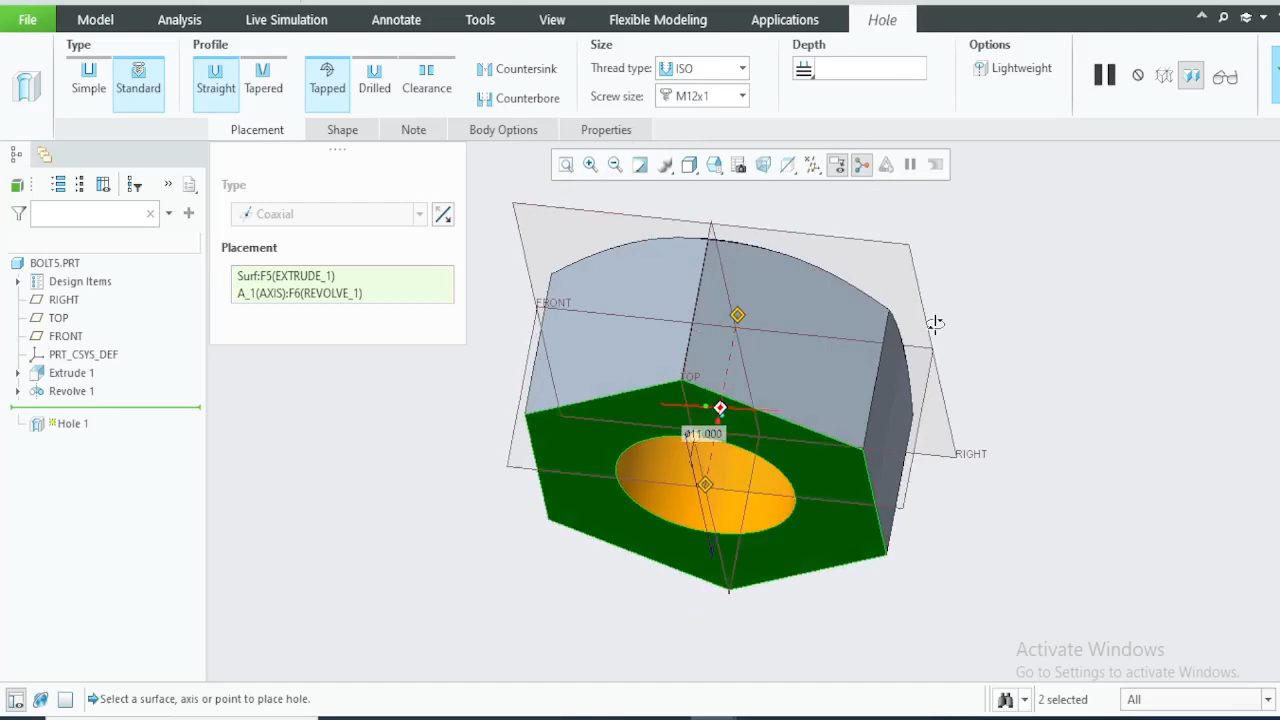 File Model Analysis Live Simulation Annotate Tools View Flexible Modeling Applications Hole
Type Profile Size Depth Options
Simple Standard Straight Tapered Tapped Drilled Clearance
Countersink
Counterbore
Thread type: ISO
Screw size: M12x1
Lightweight
Placement Shape Note Body Options Properties
Type
Coaxial
Placement
Surf:F5(EXTRUDE_1)
A_1(AXIS):F6(REVOLVE_1)
BOLT5.PRT
Design Items
RIGHT
TOP
FRONT
PRT_CSYS_DEF
Extrude 1
Revolve 1
Hole 1
FRONT
TOP
ø11.000
RIGHT
Activate Windows
Go to Settings to activate Windows.
Select a surface, axis or point to place hole.
2 selected
All